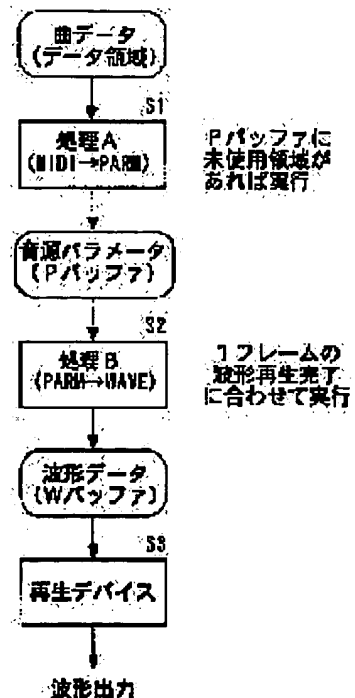 曲データ
(データ領域)
S1
処理A
(MIDI→PARM)
Pバッファに
未使用領域が
あれば実行
音源パラメータ
(Pバッファ)
S2
処理B
(PARM→WAVE)
1フレームの
波形再生完了
に合わせて実行
波形データ
(Wバッファ)
S3
再生デバイス
波形出力